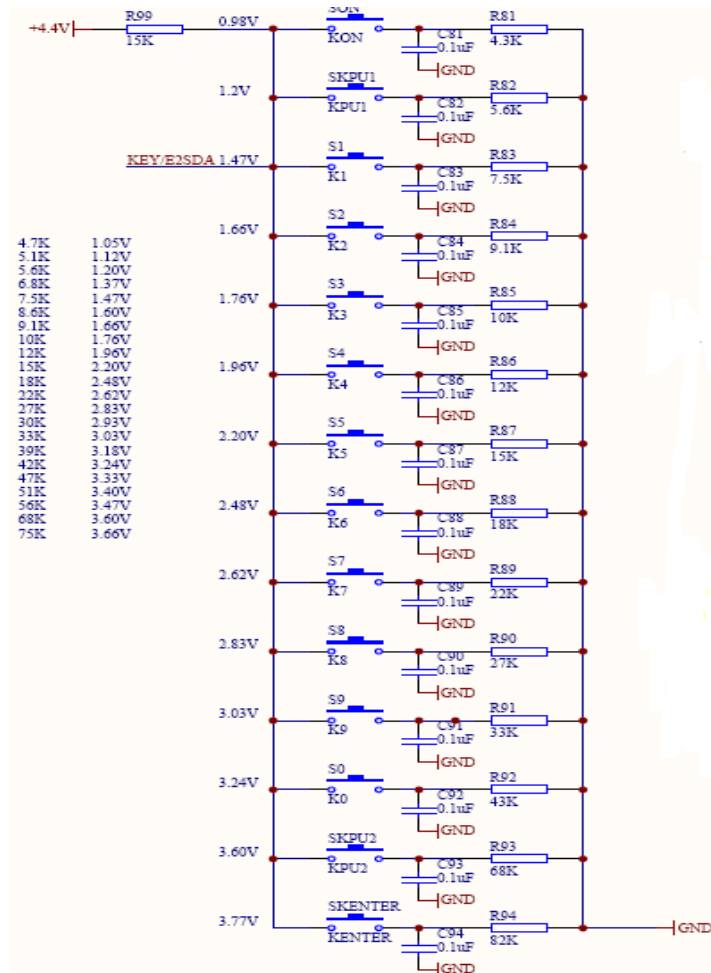 SON
R99
0.98V
C81
R81
+4.4V
15K
KON
0.1uF
4.3K
GND
SKPU1
1.2V
C82
R82
KPU1
0.1uF
5.6K
GND
S1
KEY/E2SDA 1.47V
C83
R83
K1
0.1uF
7.5K
GND
S2
1.66V
C84
R84
K2
0.1uF
9.1K
GND
4.7K 1.05V
5.1K 1.12V
5.6K 1.20V
6.8K 1.37V
7.5K 1.47V
8.6K 1.60V
9.1K 1.66V
10K 1.76V
12K 1.96V
15K 2.20V
18K 2.48V
22K 2.62V
27K 2.83V
30K 2.93V
33K 3.03V
39K 3.18V
42K 3.24V
47K 3.33V
51K 3.40V
56K 3.47V
68K 3.60V
75K 3.66V
S3
1.76V
C85
R85
K3
0.1uF
10K
GND
S4
1.96V
C86
R86
K4
0.1uF
12K
GND
S5
2.20V
C87
R87
K5
0.1uF
15K
GND
S6
2.48V
C88
R88
K6
0.1uF
18K
GND
S7
2.62V
C89
R89
K7
0.1uF
22K
GND
S8
2.83V
C90
R90
K8
0.1uF
27K
GND
S9
3.03V
C91
R91
K9
0.1uF
33K
GND
S0
3.24V
C92
R92
K0
0.1uF
43K
GND
SKPU2
3.60V
C93
R93
KPU2
0.1uF
68K
GND
SKENTER
3.77V
C94
R94
KENTER
0.1uF
82K
GND
GND